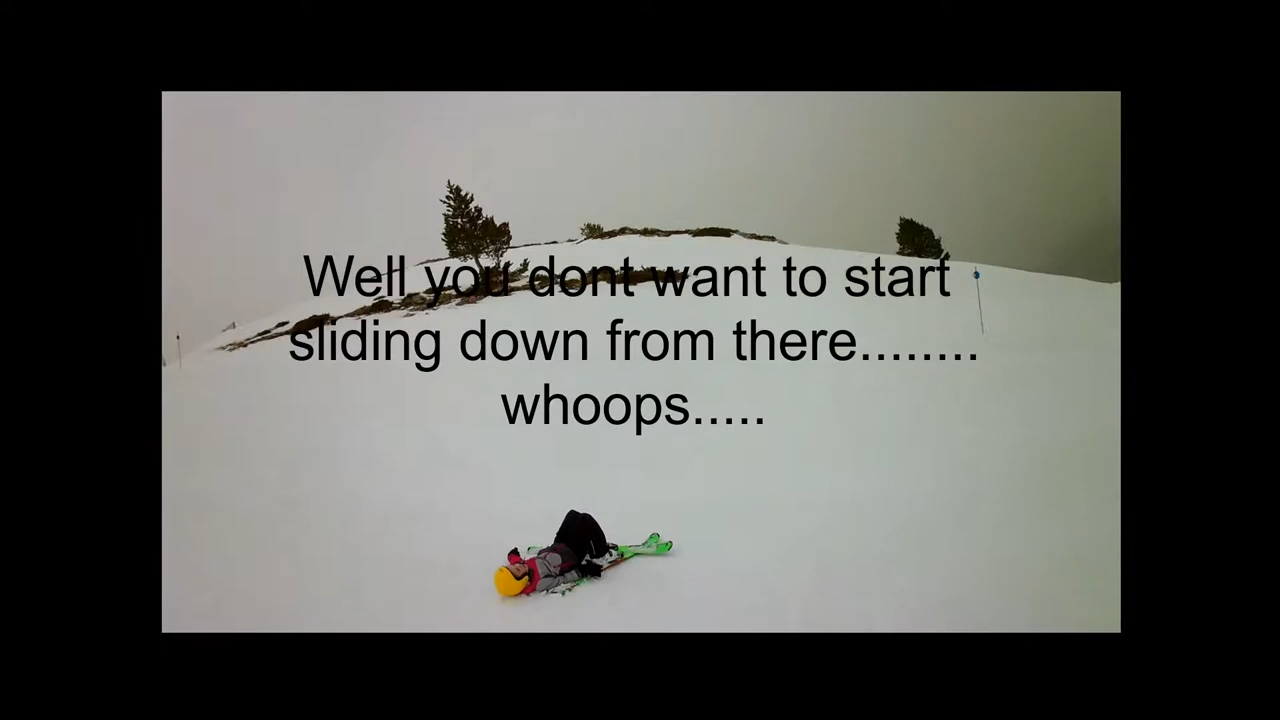 Well you dont want to start
sliding down from there........
whoops.....